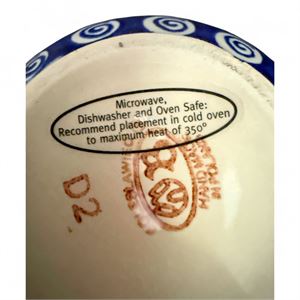 Microwave,
Dishwasher and Oven Safe:
Recommend placement in cold oven
to maximum heat of 350°
D2